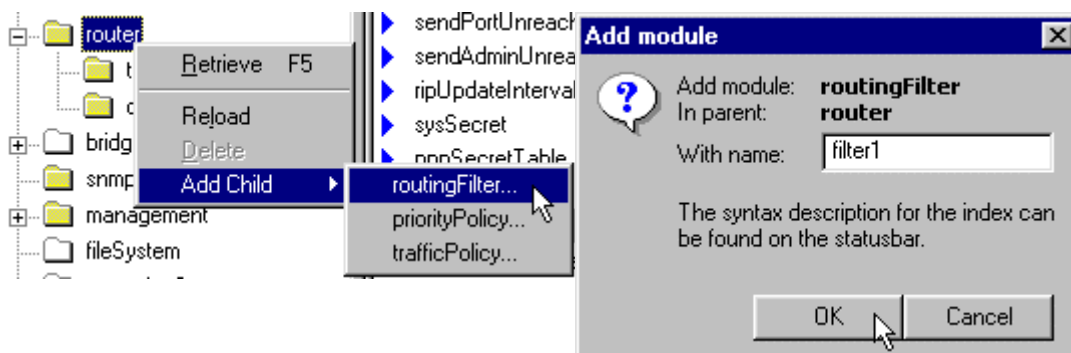 router
bridg
snmp
management
fileSystem
Retrieve F5
Reload
Delete
Add Child
routingFilter...
priorityPolicy...
trafficPolicy...
sendPortUnreach
sendAdminUnrea
ripUpdateInterval
sysSecret
pppSecretTable
Add module
Add module: routingFilter
In parent: router
With name: filter1
The syntax description for the index can
be found on the statusbar.
OK Cancel